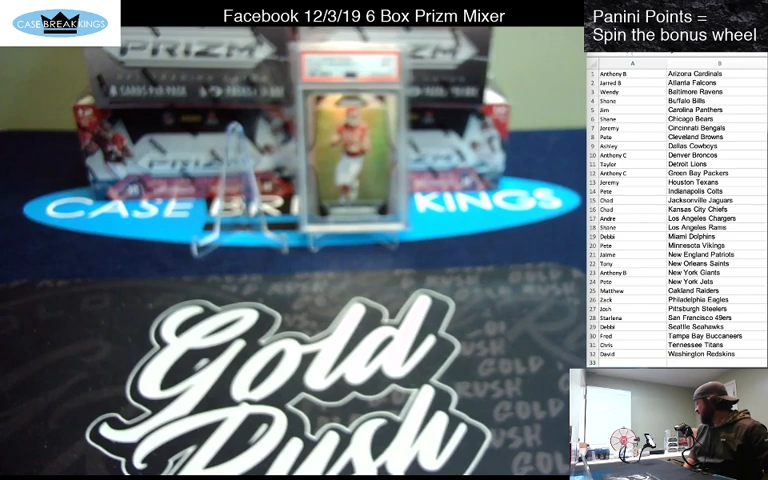 CASE BREAK KINGS
Facebook 12/3/19 6 Box Prizm Mixer
Panini Points =
Spin the bonus wheel
PRIZM
PRIZM
CASE BREAK KINGS
Gold
Rush
GOLD
RUSH
A B
1 Anthony B Arizona Cardinals
2 Jarred B Atlanta Falcons
3 Wendy Baltimore Ravens
4 Shane Buffalo Bills
5 Jim Carolina Panthers
6 Shane Chicago Bears
7 Jeremy Cincinnati Bengals
8 Pete Cleveland Browns
9 Ashley Dallas Cowboys
10 Anthony C Denver Broncos
11 Taylor Detroit Lions
12 Anthony C Green Bay Packers
13 Jeremy Houston Texans
14 Pete Indianapolis Colts
15 Chad Jacksonville Jaguars
16 Chad Kansas City Chiefs
17 Andre Los Angeles Chargers
18 Shane Los Angeles Rams
19 Debbi Miami Dolphins
20 Pete Minnesota Vikings
21 Jaime New England Patriots
22 Tony New Orleans Saints
23 Anthony B New York Giants
24 Pete New York Jets
25 Matthew Oakland Raiders
26 Zack Philadelphia Eagles
27 Josh Pittsburgh Steelers
28 Starlena San Francisco 49ers
29 Debbi Seattle Seahawks
30 Fred Tampa Bay Buccaneers
31 Chris Tennessee Titans
32 David Washington Redskins
33